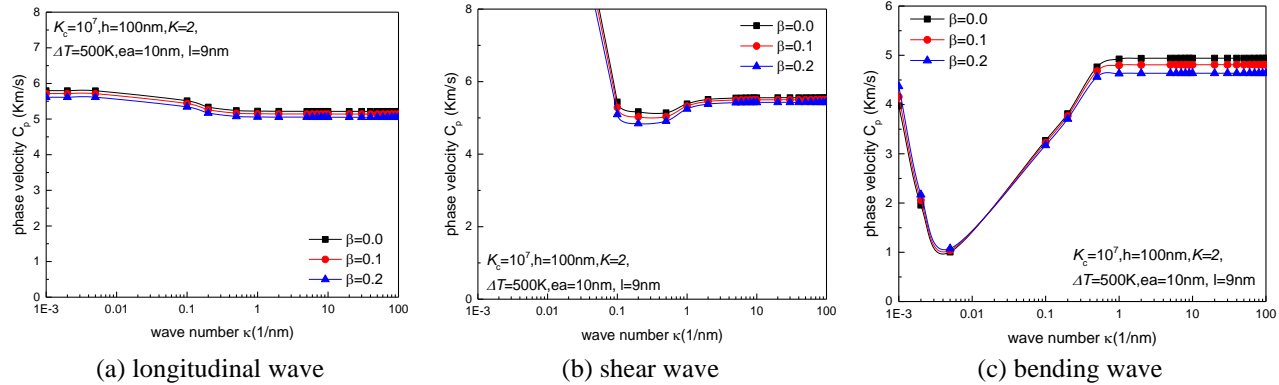 K_c=10^7,h=100nm,K=2,
ΔT=500K,ea=10nm, l=9nm
β=0.0
β=0.1
β=0.2
phase velocity C_p (Km/s)
8
7
6
5
4
3
2
1
0
1E-3 0.01 0.1 1 10 100
wave number κ(1/nm)
(a) longitudinal wave
β=0.0
β=0.1
β=0.2
K_c=10^7,h=100nm,K=2,
ΔT=500K,ea=10nm, l=9nm
phase velocity C_p (Km/s)
8
6
4
2
0
1E-3 0.01 0.1 1 10 100
wave number κ(1/nm)
(b) shear wave
β=0.0
β=0.1
β=0.2
K_c=10^7,h=100nm,K=2,
ΔT=500K,ea=10nm, l=9nm
phase velocity C_p (Km/s)
6
5
4
3
2
1
0
1E-3 0.01 0.1 1 10 100
wave number κ(1/nm)
(c) bending wave